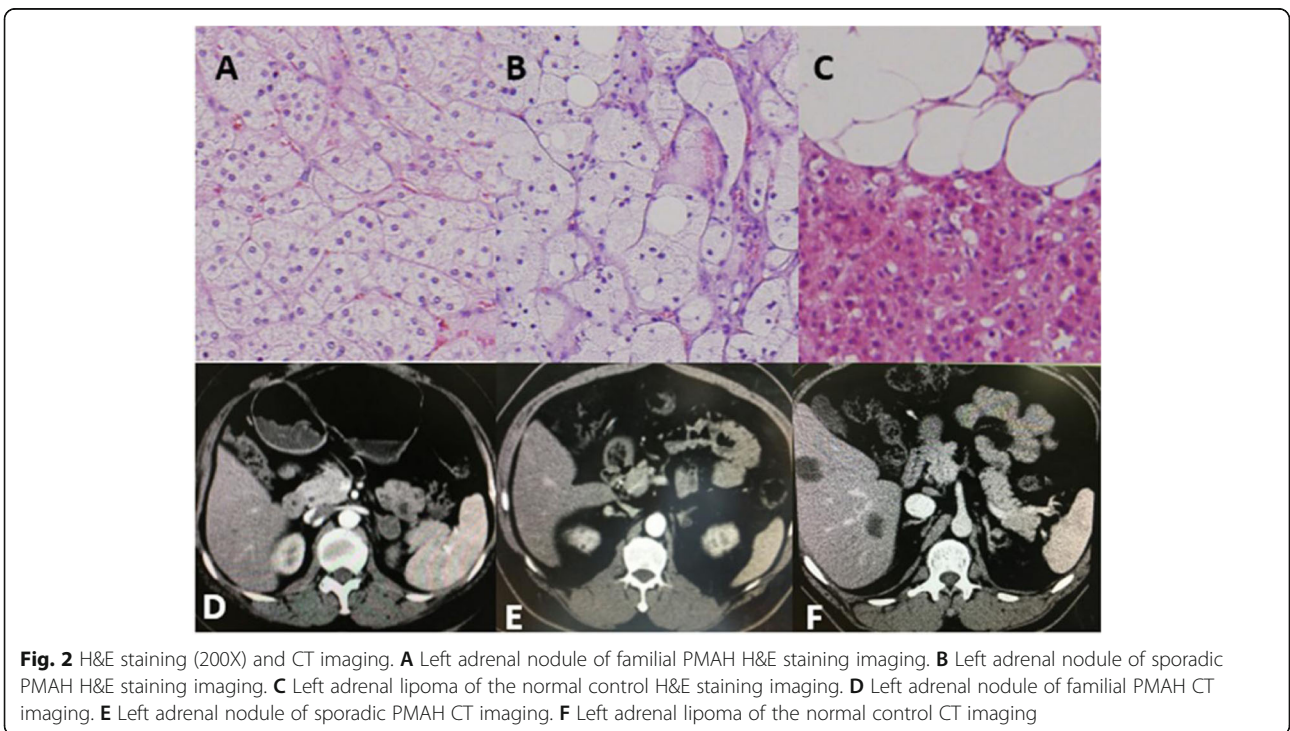 A
B
C
D
E
F
Fig. 2 H&E staining (200X) and CT imaging. A Left adrenal nodule of familial PMAH H&E staining imaging. B Left adrenal nodule of sporadic
PMAH H&E staining imaging. C Left adrenal lipoma of the normal control H&E staining imaging. D Left adrenal nodule of familial PMAH CT
imaging. E Left adrenal nodule of sporadic PMAH CT imaging. F Left adrenal lipoma of the normal control CT imaging